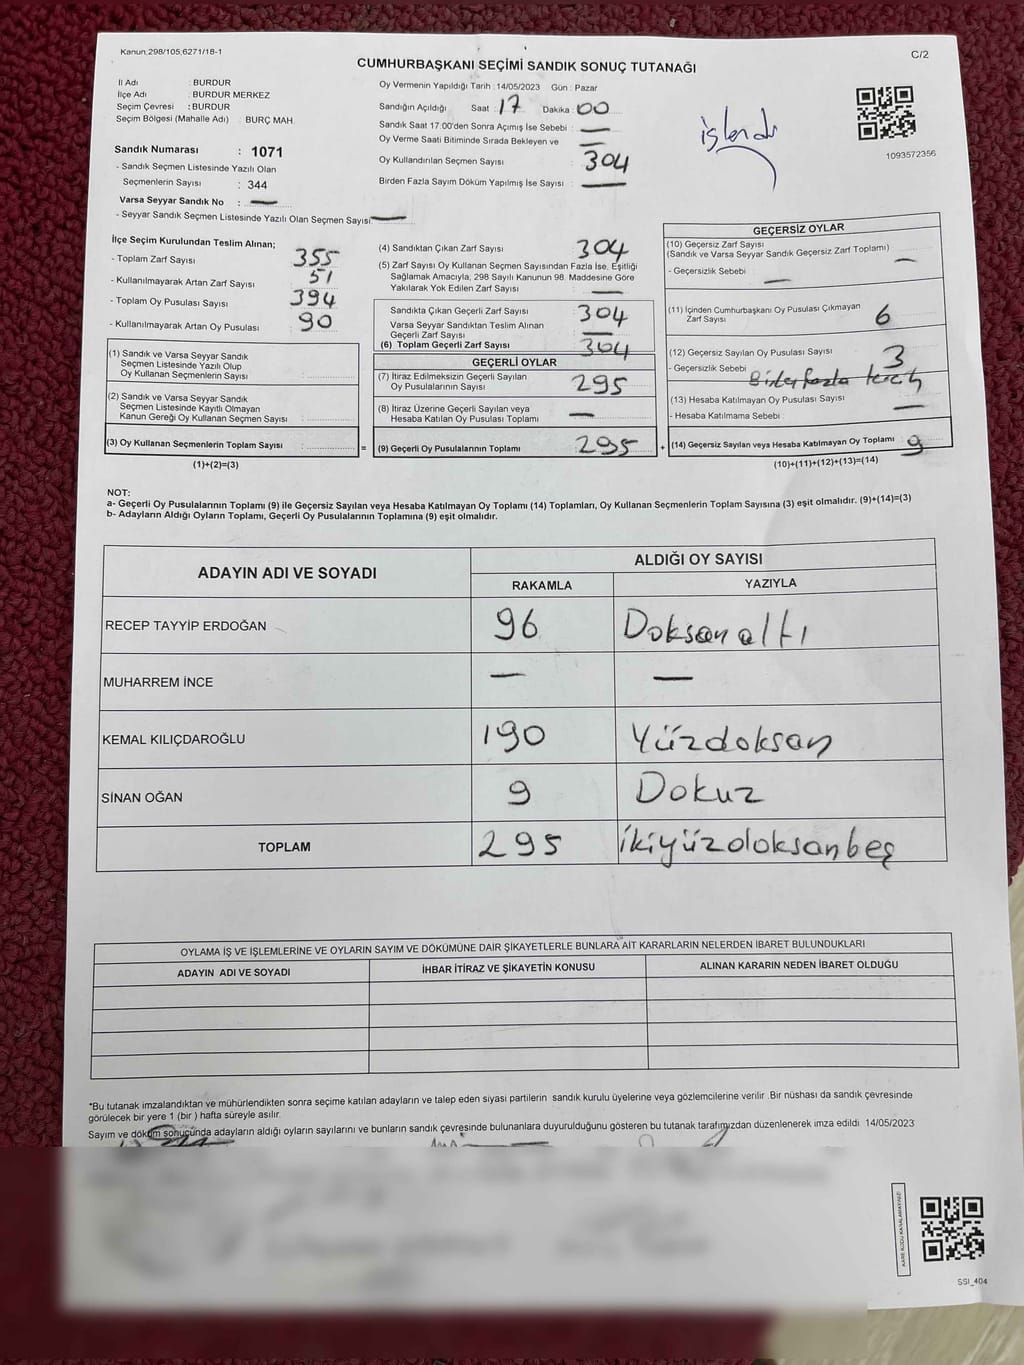 Kanun.298/105,6271/18-1
C/2
CUMHURBAŞKANI SEÇİMİ SANDIK SONUÇ TUTANAĞI
İl Adı : BURDUR
İlçe Adı : BURDUR MERKEZ
Seçim Çevresi : BURDUR
Seçim Bölgesi (Mahalle Adı) : BURÇ MAH.
Sandık Numarası : 1071
- Sandık Seçmen Listesinde Yazılı Olan
Seçmenlerin Sayısı : 344
Varsa Seyyar Sandık No : —
- Seyyar Sandık Seçmen Listesinde Yazılı Olan Seçmen Sayısı: —
Oy Vermenin Yapıldığı Tarih : 14/05/2023 Gün : Pazar
Sandığın Açıldığı Saat : 17 Dakika : 00
Sandık Saat 17:00'den Sonra Açımış İse Sebebi : —
Oy Verme Saati Bitiminde Sırada Bekleyen ve : —
Oy Kullandırılan Seçmen Sayısı : 304
Birden Fazla Sayım Döküm Yapılmış İse Sayısı : —
işlendi
1093572356
İlçe Seçim Kurulundan Teslim Alınan;
- Toplam Zarf Sayısı : 355
- Kullanılmayarak Artan Zarf Sayısı : 51
- Toplam Oy Pusulası Sayısı : 394
- Kullanılmayarak Artan Oy Pusulası : 90
(1) Sandık ve Varsa Seyyar Sandık
Seçmen Listesinde Yazılı Olup
Oy Kullanan Seçmenlerin Sayısı :
(2) Sandık ve Varsa Seyyar Sandık
Seçmen Listesinde Kayıtlı Olmayan
Kanun Gereği Oy Kullanan Seçmen Sayısı :
(3) Oy Kullanan Seçmenlerin Toplam Sayısı :
(1)+(2)=(3)
=
(4) Sandıktan Çıkan Zarf Sayısı : 304
(5) Zarf Sayısı Oy Kullanan Seçmen Sayısından Fazla İse, Eşitliği
Sağlamak Amacıyla, 298 Sayılı Kanunun 98. Maddesine Göre
Yakılarak Yok Edilen Zarf Sayısı : —
Sandıkta Çıkan Geçerli Zarf Sayısı : 304
Varsa Seyyar Sandıktan Teslim Alınan
Geçerli Zarf Sayısı : —
(6) Toplam Geçerli Zarf Sayısı : 304
GEÇERLİ OYLAR
(7) İtiraz Edilmeksizin Geçerli Sayılan
Oy Pusulalarının Sayısı : 295
(8) İtiraz Üzerine Geçerli Sayılan veya
Hesaba Katılan Oy Pusulası Toplamı : —
(9) Geçerli Oy Pusulalarının Toplamı : 295
+
GEÇERSİZ OYLAR
(10) Geçersiz Zarf Sayısı
(Sandık ve Varsa Seyyar Sandık Geçersiz Zarf Toplamı) : —
- Geçersizlik Sebebi : —
(11) İçinden Cumhurbaşkanı Oy Pusulası Çıkmayan
Zarf Sayısı : 6
(12) Geçersiz Sayılan Oy Pusulası Sayısı : 3
- Geçersizlik Sebebi : Birden fazla tercih
(13) Hesaba Katılmayan Oy Pusulası Sayısı : —
- Hesaba Katılmama Sebebi :
(14) Geçersiz Sayılan veya Hesaba Katılmayan Oy Toplamı : 9
(10)+(11)+(12)+(13)=(14)
NOT:
a- Geçerli Oy Pusulalarının Toplamı (9) ile Geçersiz Sayılan veya Hesaba Katılmayan Oy Toplamı (14) Toplamları, Oy Kullanan Seçmenlerin Toplam Sayısına (3) eşit olmalıdır. (9)+(14)=(3)
b- Adayların Aldığı Oyların Toplamı, Geçerli Oy Pusulalarının Toplamına (9) eşit olmalıdır.
ADAYIN ADI VE SOYADI ALDIĞI OY SAYISI
RAKAMLA YAZIYLA
RECEP TAYYİP ERDOĞAN 96 Doksanaltı
MUHARREM İNCE — —
KEMAL KILIÇDAROĞLU 190 Yüzdoksan
SİNAN OĞAN 9 Dokuz
TOPLAM 295 İkiyüzdoksanbeş
OYLAMA İŞ VE İŞLEMLERİNE VE OYLARIN SAYIM VE DÖKÜMÜNE DAİR ŞİKAYETLERLE BUNLARA AİT KARARLARIN NELERDEN İBARET BULUNDUKLARI
ADAYIN ADI VE SOYADI İHBAR İTİRAZ VE ŞİKAYETİN KONUSU ALINAN KARARIN NEDEN İBARET OLDUĞU
*Bu tutanak imzalandıktan ve mühürlendikten sonra seçime katılan adayların ve talep eden siyasi partilerin sandık kurulu üyelerine veya gözlemcilerine verilir .Bir nüshası da sandık çevresinde
görülecek bir yere 1 (bir ) hafta süreyle asılır.
Sayım ve döküm sonucunda adayların aldığı oyların sayılarını ve bunların sandık çevresinde bulunanlara duyurulduğunu gösteren bu tutanak tarafımızdan düzenlenerek imza edildi. 14/05/2023
KARE KODU KARALAMAYINIZ!
SSI_404